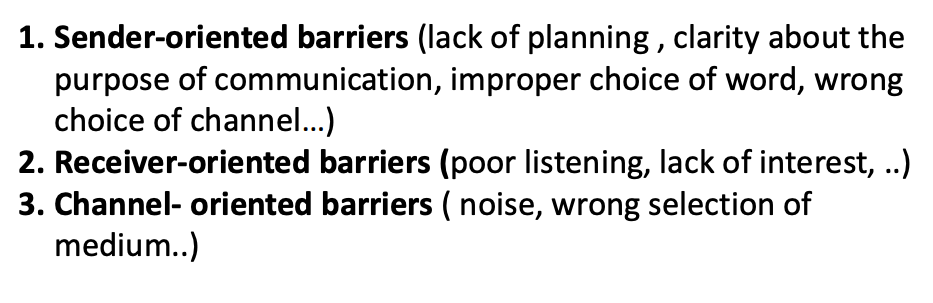 1. Sender-oriented barriers (lack of planning , clarity about the
purpose of communication, improper choice of word, wrong
choice of channel...)
2. Receiver-oriented barriers (poor listening, lack of interest, ..)
3. Channel- oriented barriers ( noise, wrong selection of
medium..)